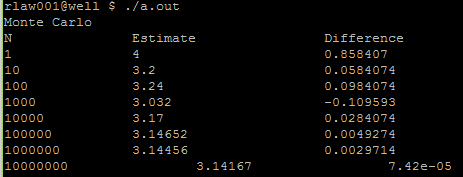 rlaw001@well $ ./a.out
Monte Carlo
N Estimate Difference
1 4 0.858407
10 3.2 0.0584074
100 3.24 0.0984074
1000 3.032 -0.109593
10000 3.17 0.0284074
100000 3.14652 0.0049274
1000000 3.14456 0.0029714
10000000 3.14167 7.42e-05